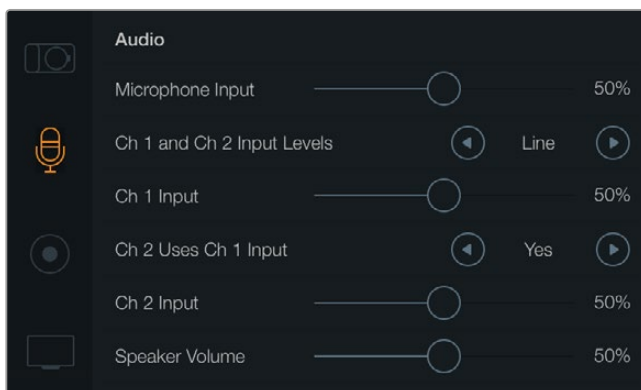 Audio
Microphone Input 50%
Ch 1 and Ch 2 Input Levels Line
Ch 1 Input 50%
Ch 2 Uses Ch 1 Input Yes
Ch 2 Input 50%
Speaker Volume 50%